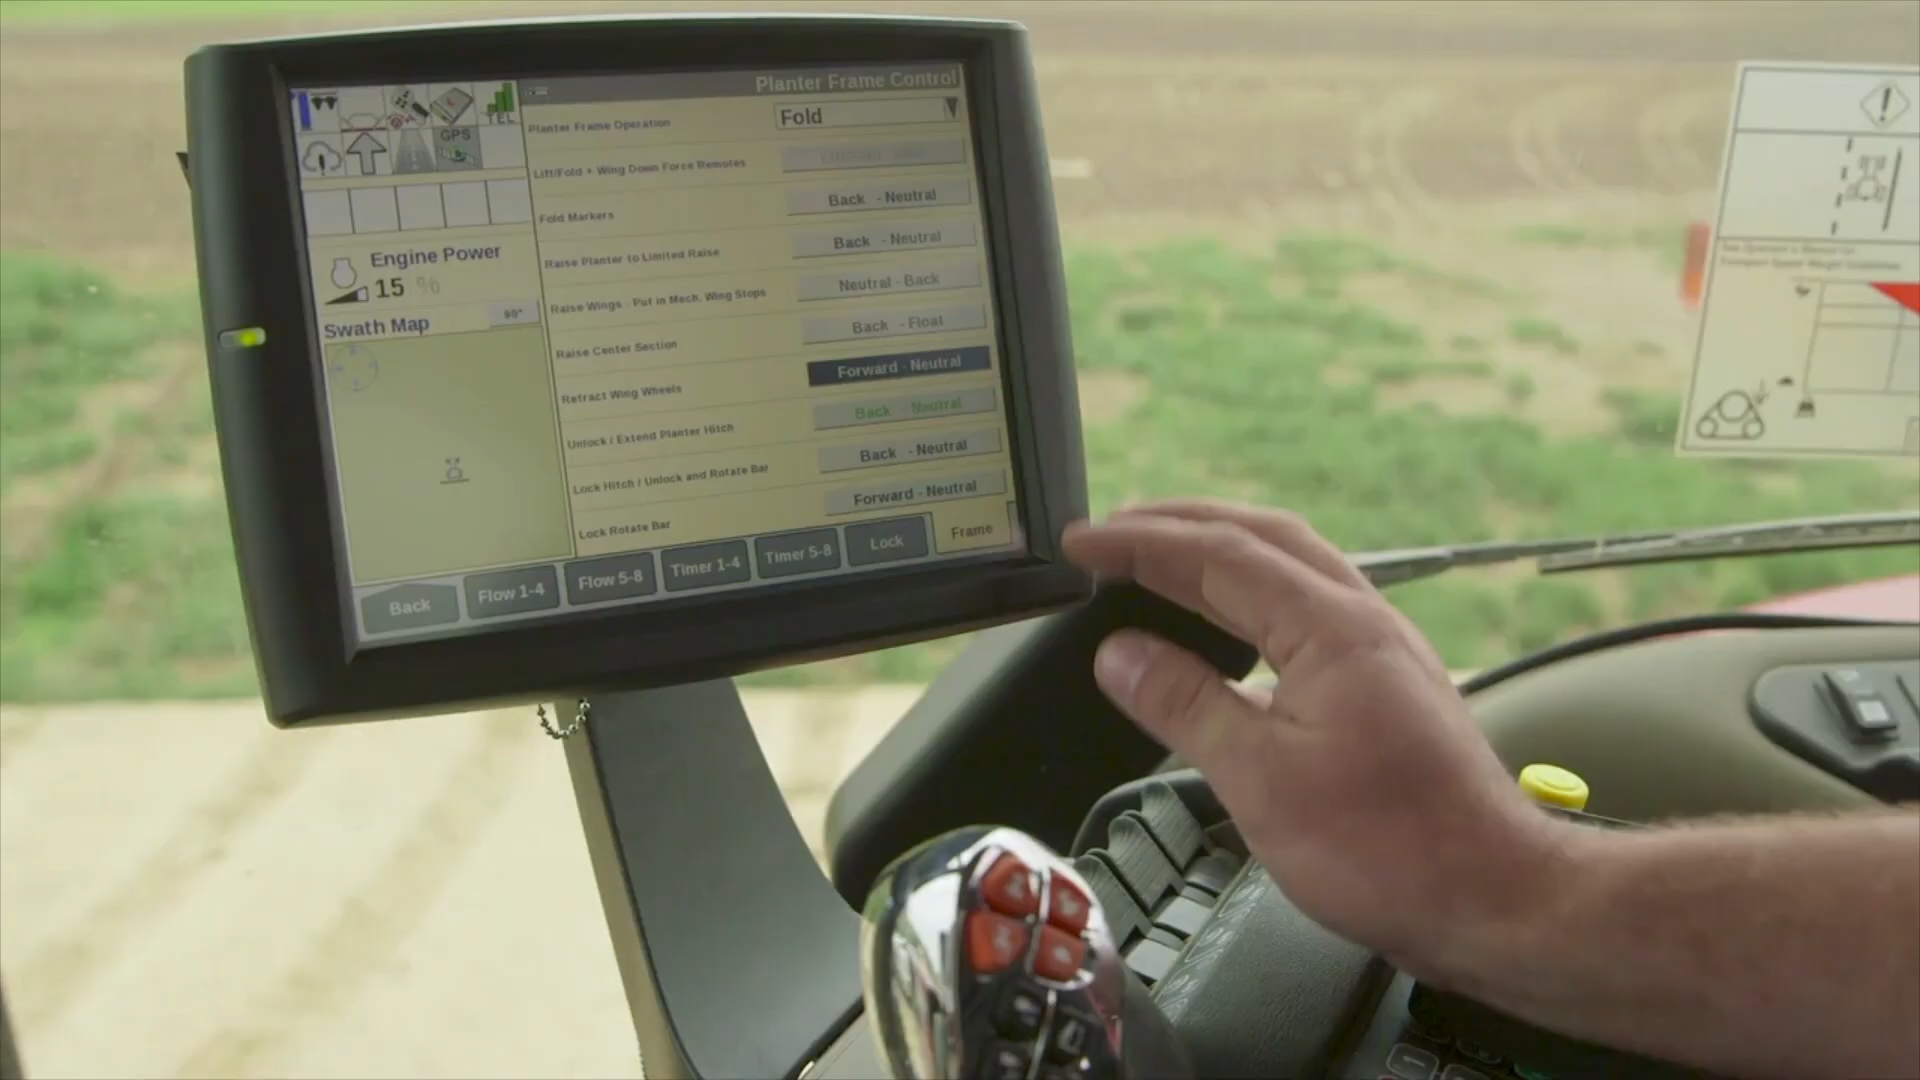 Planter Frame Control
TEL
GPS
Planter Frame Operation
Fold
Lift/Fold + Wing Down Force Remotes
Fold Markers
Back - Neutral
Raise Planter to Limited Raise
Back - Neutral
Raise Wings - Put in Mech. Wing Stops
Neutral - Back
Raise Center Section
Back - Float
Retract Wing Wheels
Forward - Neutral
Unlock / Extend Planter Hitch
Back - Neutral
Lock Hitch / Unlock and Rotate Bar
Back - Neutral
Lock Rotate Bar
Forward - Neutral
Engine Power
15 %
Swath Map
90°
Back
Flow 1-4
Flow 5-8
Timer 1-4
Timer 5-8
Lock
Frame